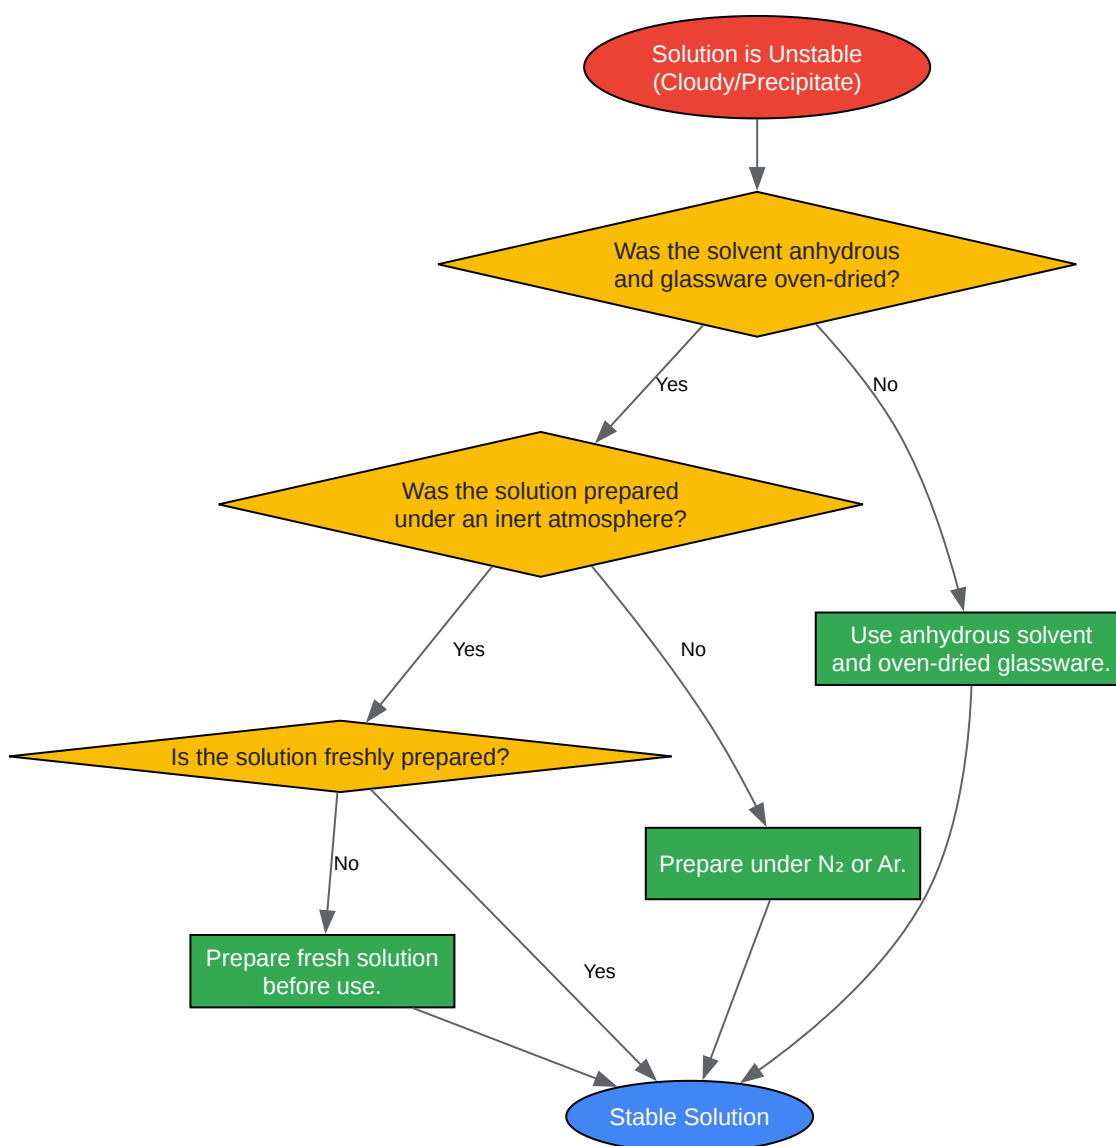 Solution is Unstable
(Cloudy/Precipitate)
Was the solvent anhydrous
and glassware oven-dried?
Yes
No
Was the solution prepared
under an inert atmosphere?
Yes
No
Use anhydrous solvent
and oven-dried glassware.
Is the solution freshly prepared?
No
Prepare under N₂ or Ar.
Prepare fresh solution
before use.
Yes
Stable Solution